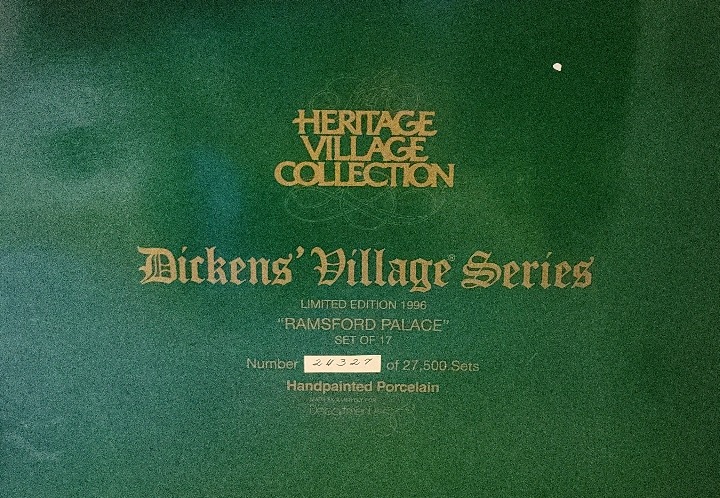 HERITAGE
VILLAGE
COLLECTION
Dickens' Village® Series
LIMITED EDITION 1996
"RAMSFORD PALACE"
SET OF 17
Number 24327 of 27,500 Sets
Handpainted Porcelain
Department